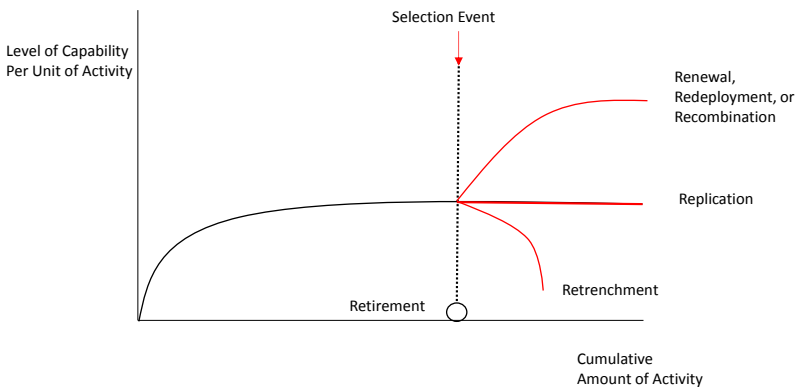 Selection Event
Level of Capability
Per Unit of Activity
Renewal,
Redeployment, or
Recombination
Replication
Retrenchment
Retirement
Cumulative
Amount of Activity